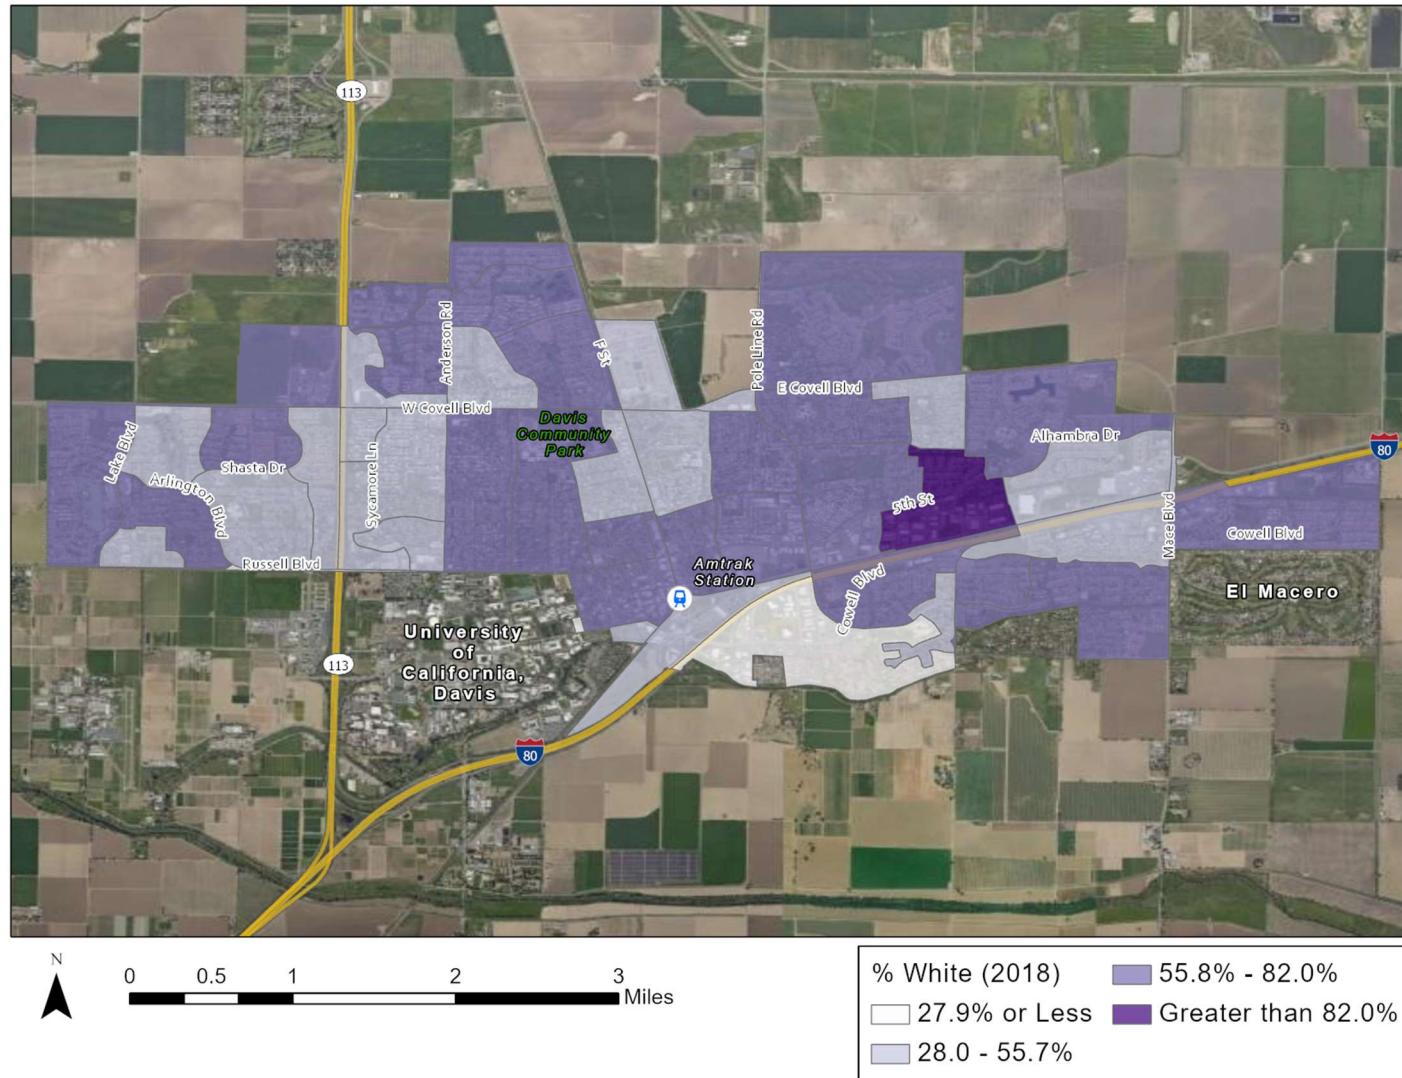 113
Anderson Rd
F St
Pole Line Rd
E Covell Blvd
W Covell Blvd
Davis
Community
Park
Lake Blvd
Shasta Dr
Arlington Blvd
Sycamore Ln
Alhambra Dr
80
5th St
Mace Blvd
Cowell Blvd
Russell Blvd
Amtrak
Station
Cowell Blvd
El Macero
University
of
California,
Davis
113
80
N
0 0.5 1 2 3
Miles
% White (2018)
27.9% or Less
28.0 - 55.7%
55.8% - 82.0%
Greater than 82.0%